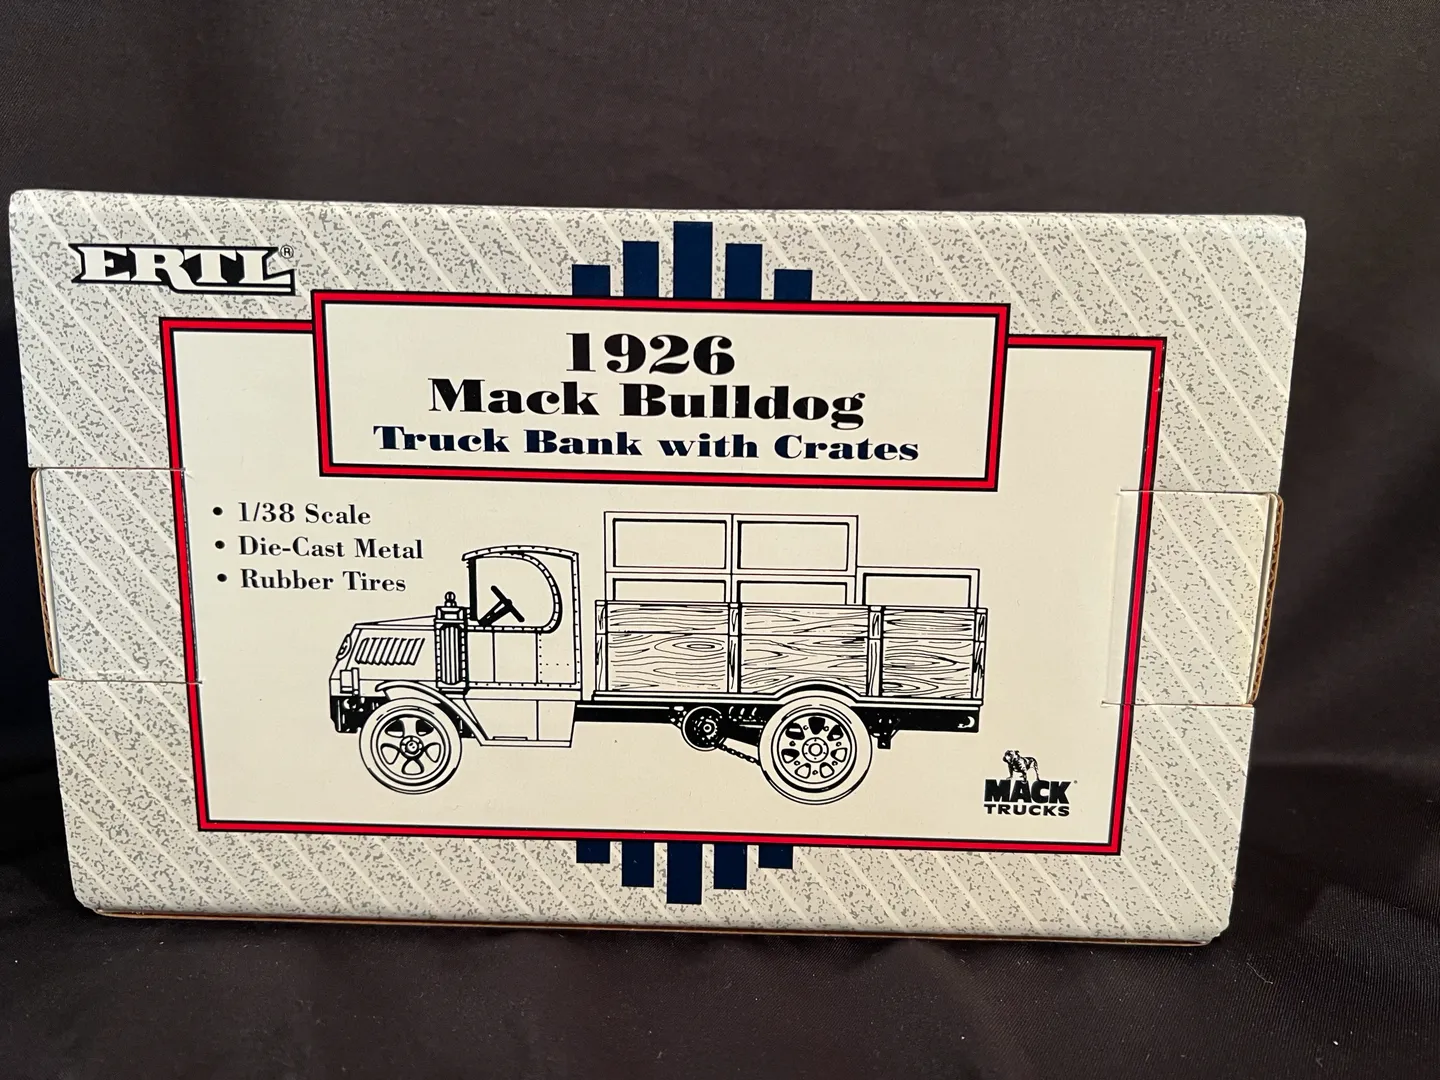 ERTL®
1926
Mack Bulldog
Truck Bank with Crates
• 1/38 Scale
• Die-Cast Metal
• Rubber Tires
MACK
TRUCKS